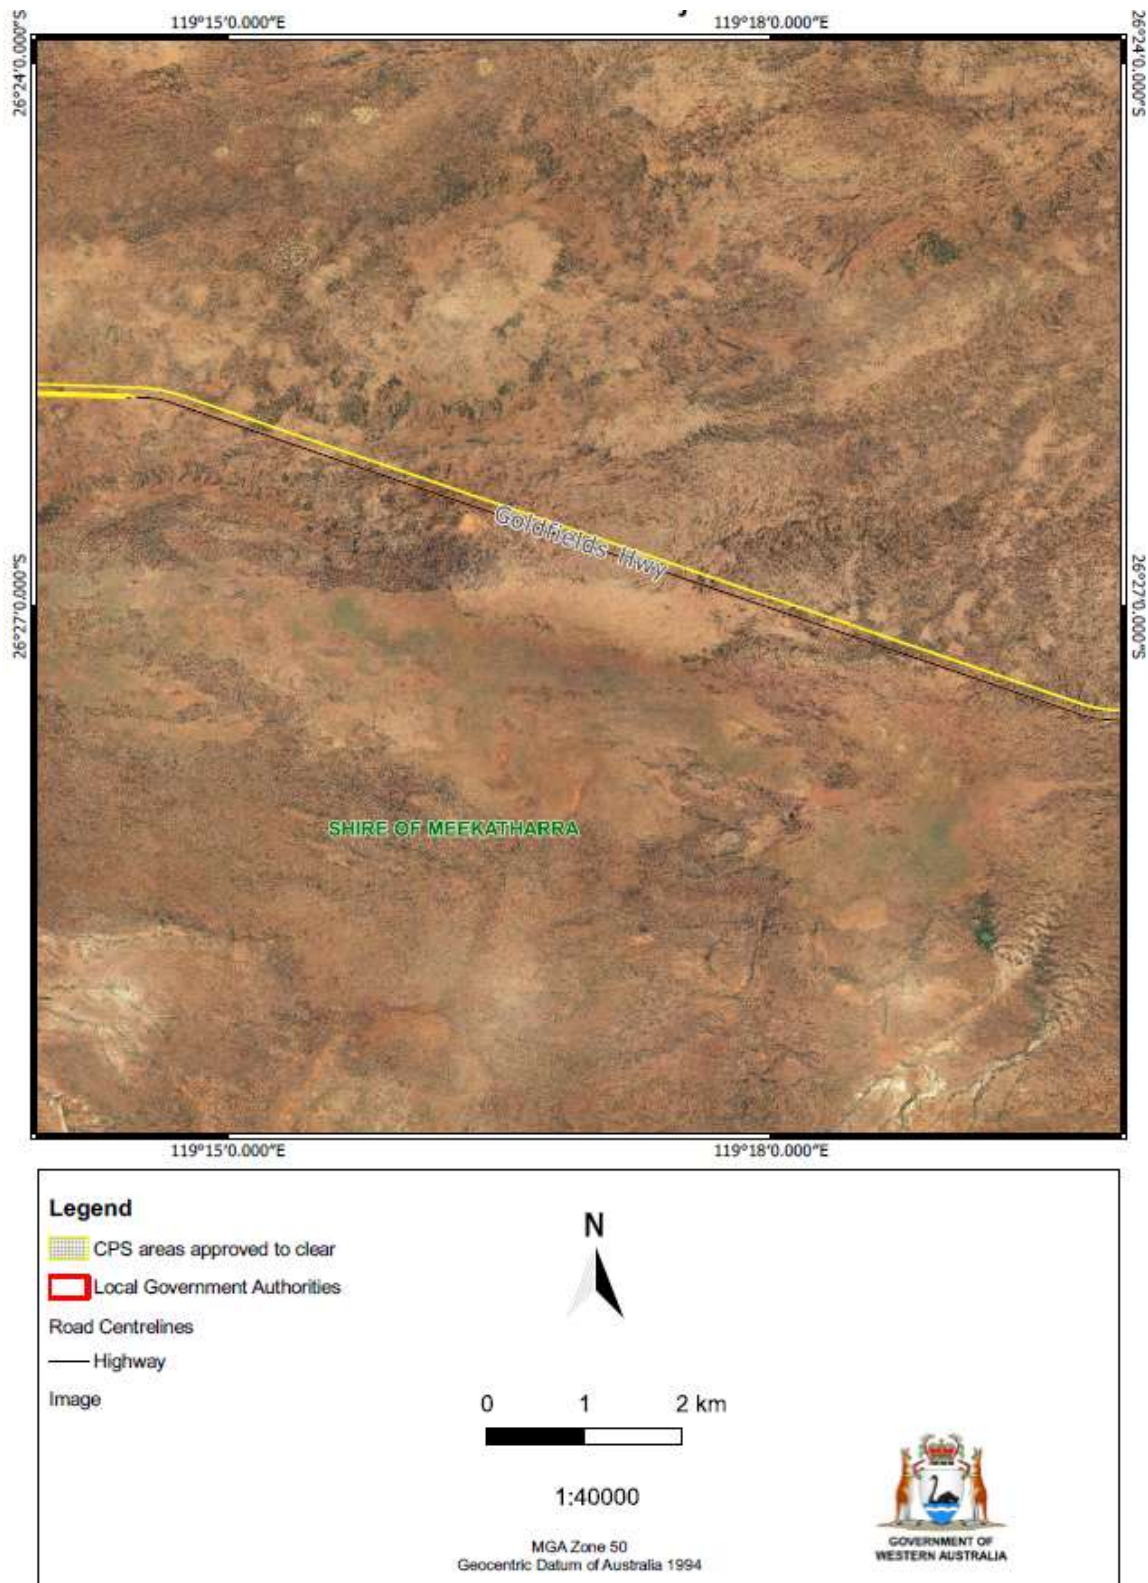 119°15'0.000"E 119°18'0.000"E
26°24'0.000"S 26°24'0.000"S
Goldfields Hwy
26°27'0.000"S 26°27'0.000"S
SHIRE OF MEEKATHARRA
119°15'0.000"E 119°18'0.000"E
Legend
CPS areas approved to clear
Local Government Authorities
Road Centrelines
Highway
Image
N
0 1 2 km
1:40000
MGA Zone 50
Geocentric Datum of Australia 1994
GOVERNMENT OF
WESTERN AUSTRALIA